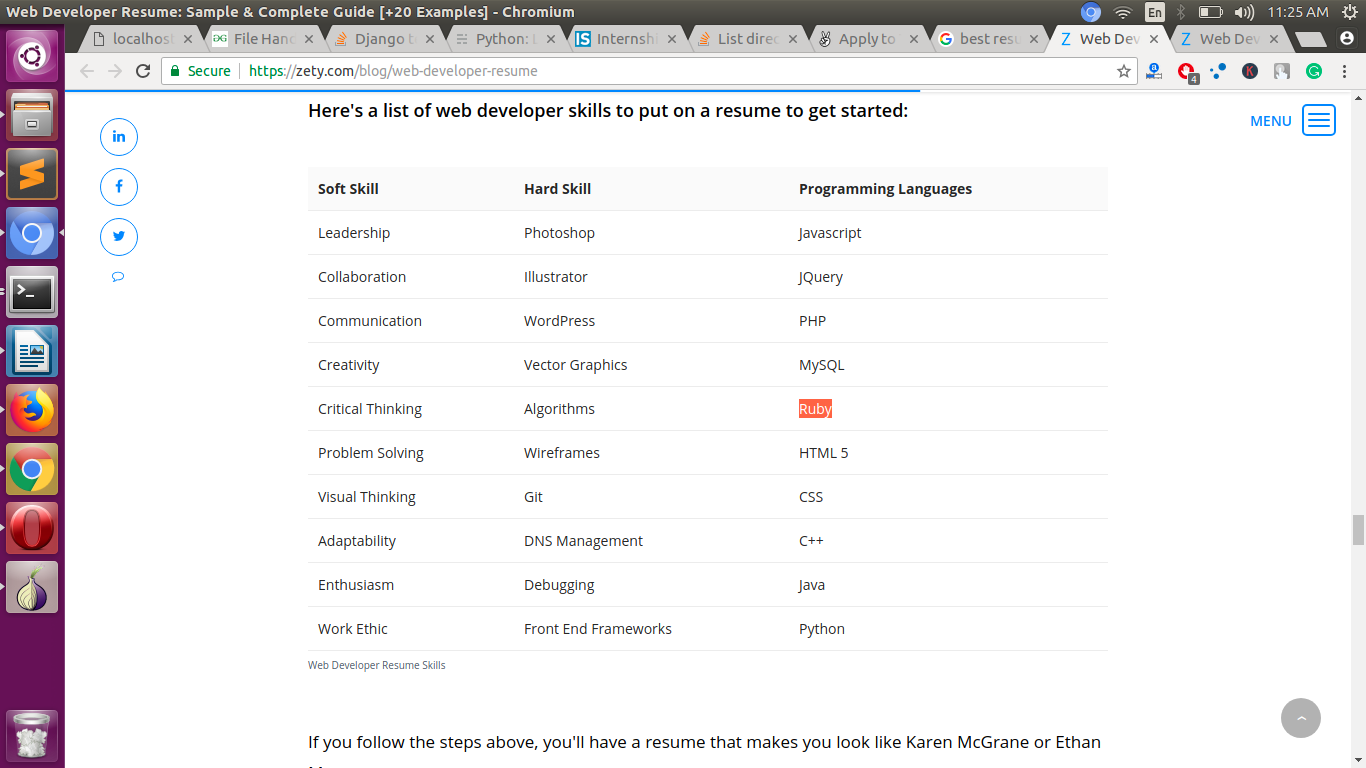 Web Developer Resume: Sample & Complete Guide [+20 Examples] - Chromium
En
11:25 AM
localhost
File Hand
Django t
Python: L
Internshi
List direc
Apply to
best resu
Web Dev
Web Dev
Secure
https://zety.com/blog/web-developer-resume
4
Here's a list of web developer skills to put on a resume to get started:
MENU
Soft Skill Hard Skill Programming Languages
Leadership Photoshop Javascript
Collaboration Illustrator JQuery
Communication WordPress PHP
Creativity Vector Graphics MySQL
Critical Thinking Algorithms Ruby
Problem Solving Wireframes HTML 5
Visual Thinking Git CSS
Adaptability DNS Management C++
Enthusiasm Debugging Java
Work Ethic Front End Frameworks Python
Web Developer Resume Skills
If you follow the steps above, you'll have a resume that makes you look like Karen McGrane or Ethan